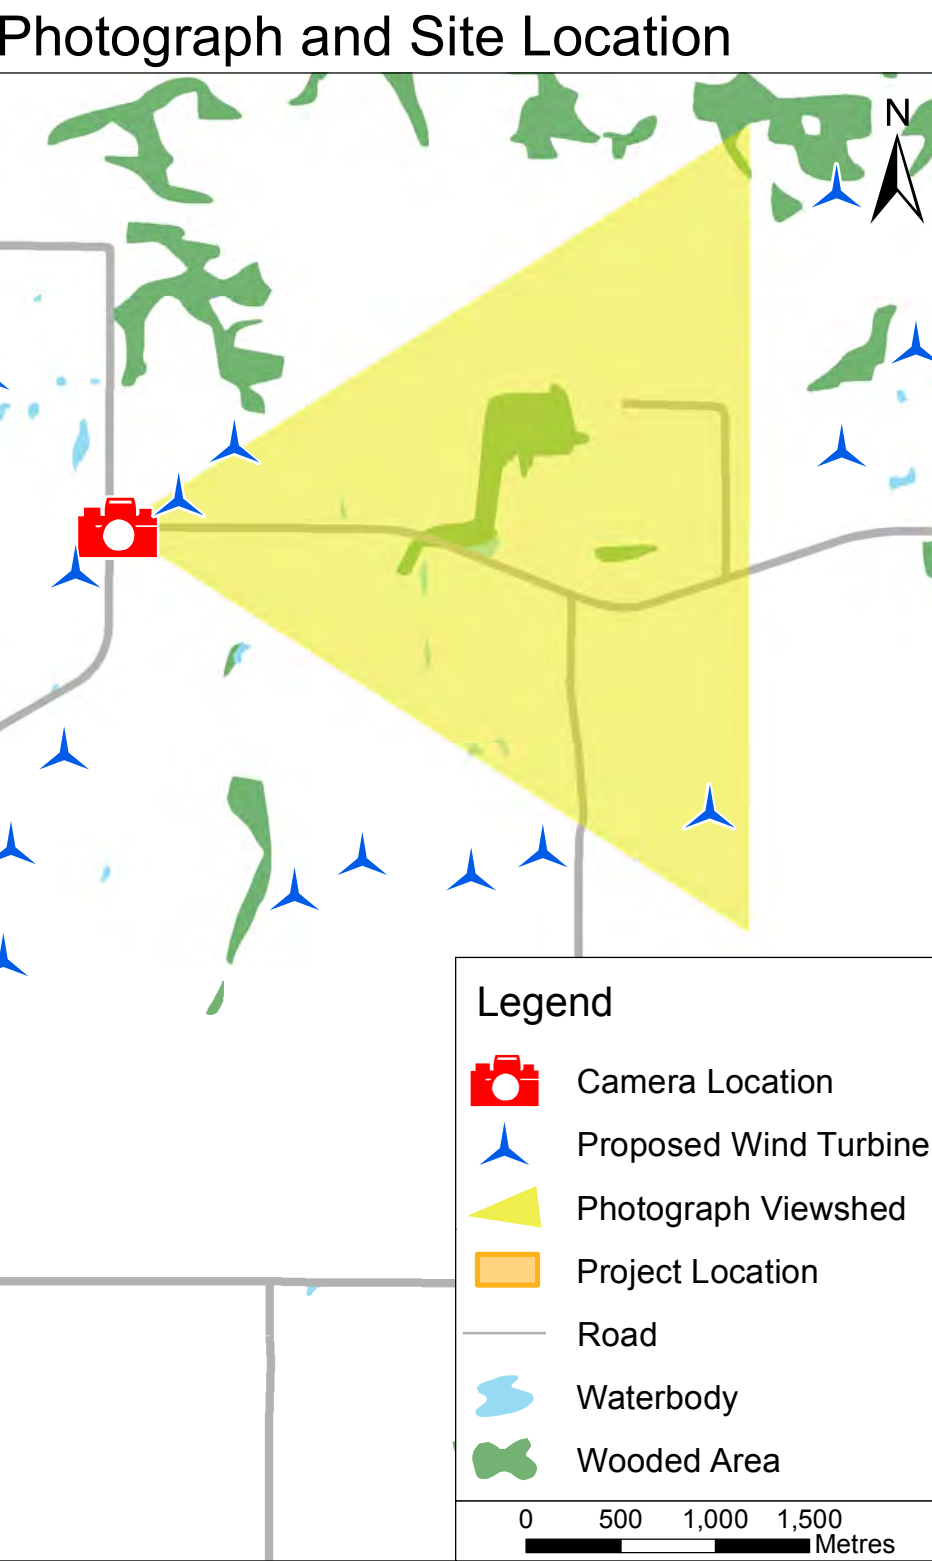 Photograph and Site Location
N
Legend
Camera Location
Proposed Wind Turbine
Photograph Viewshed
Project Location
Road
Waterbody
Wooded Area
0 500 1,000 1,500
Metres